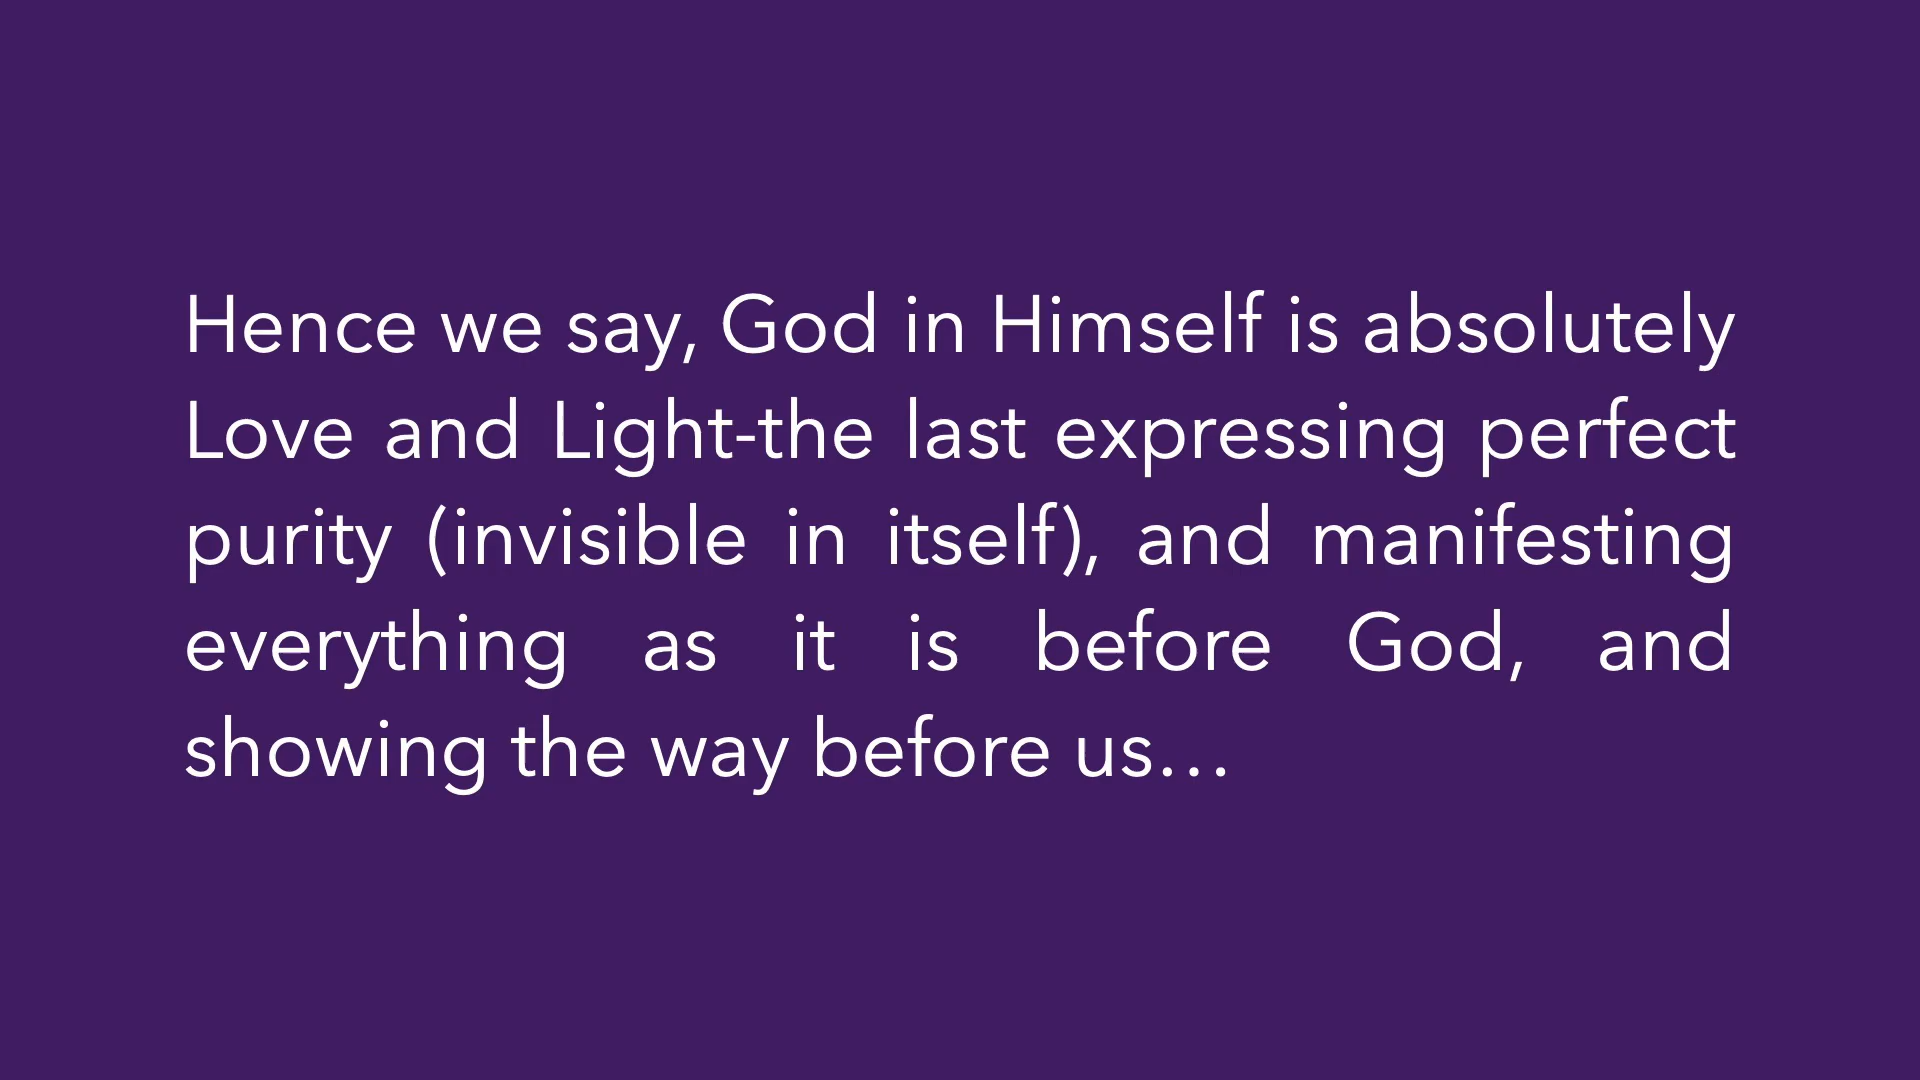 Hence we say, God in Himself is absolutely
Love and Light-the last expressing perfect
purity (invisible in itself), and manifesting
everything as it is before God, and
showing the way before us…